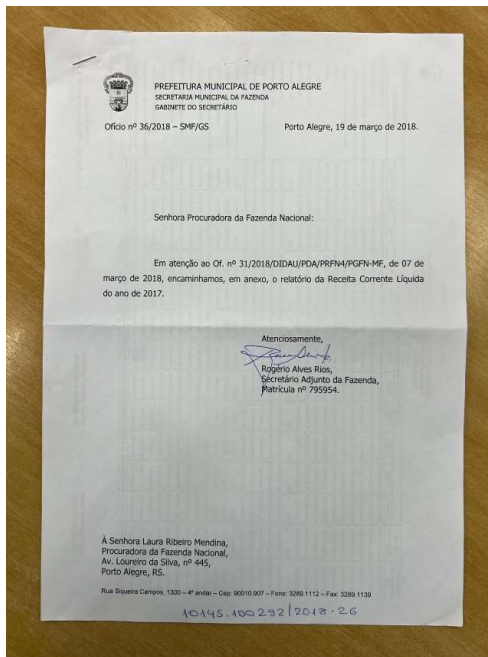 PREFEITURA MUNICIPAL DE PORTO ALEGRE
SECRETARIA MUNICIPAL DA FAZENDA
GABINETE DO SECRETÁRIO
Ofício nº 36/2018 – SMF/GS Porto Alegre, 19 de março de 2018.
Senhora Procuradora da Fazenda Nacional:
Em atenção ao Of. nº 31/2018/DIDAU/PDA/PRFN4/PGFN-MF, de 07 de
março de 2018, encaminhamos, em anexo, o relatório da Receita Corrente Líquida
do ano de 2017.
Atenciosamente,
Rogério Alves Rios,
Secretário Adjunto da Fazenda,
Matrícula nº 795954.
À Senhora Laura Ribeiro Mendina,
Procuradora da Fazenda Nacional,
Av. Loureiro da Silva, nº 445,
Porto Alegre, RS.
Rua Siqueira Campos, 1300 – 4º andar – Cep: 90010.907 – Fone: 3289.1112 – Fax: 3289.1139
10145.100292/2018-26